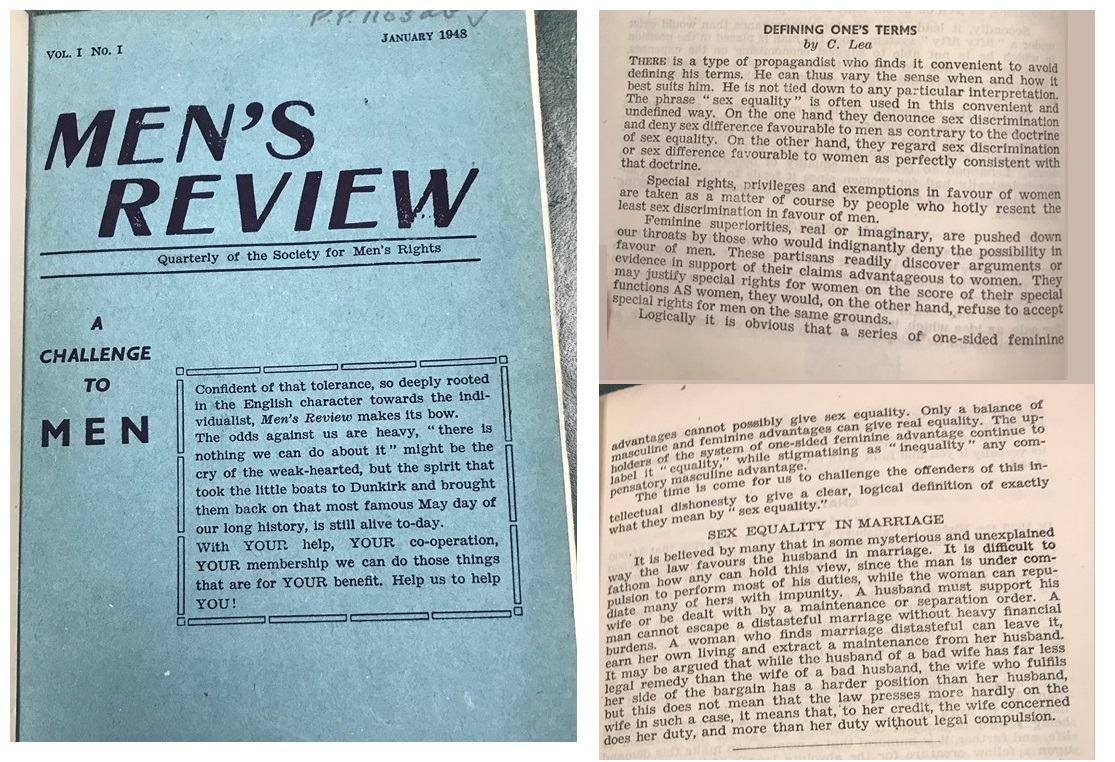 VOL. I No. I
JANUARY 1948
MEN'S
REVIEW
Quarterly of the Society for Men's Rights
A
CHALLENGE
TO
MEN
Confident of that tolerance, so deeply rooted
in the English character towards the indi-
vidualist, Men's Review makes its bow.
The odds against us are heavy, "there is
nothing we can do about it" might be the
cry of the weak-hearted, but the spirit that
took the little boats to Dunkirk and brought
them back on that most famous May day of
our long history, is still alive to-day.
With YOUR help, YOUR co-operation,
YOUR membership we can do those things
that are for YOUR benefit. Help us to help
YOU!
DEFINING ONE'S TERMS
by C. Lea
THERE is a type of propagandist who finds it convenient to avoid
defining his terms. He can thus vary the sense when and how it
best suits him. He is not tied down to any particular interpretation.
The phrase "sex equality" is often used in this convenient and
undefined way. On the one hand they denounce sex discrimination
and deny sex difference favourable to men as contrary to the doctrine
of sex equality. On the other hand, they regard sex discrimination
or sex difference favourable to women as perfectly consistent with
that doctrine.
Special rights, privileges and exemptions in favour of women
are taken as a matter of course by people who hotly resent the
least sex discrimination in favour of men.
Feminine superiorities, real or imaginary, are pushed down
our throats by those who would indignantly deny the possibility in
favour of men. These partisans readily discover arguments or
evidence in support of their claims advantageous to women. They
may justify special rights for women on the score of their special
functions AS women, they would, on the other hand, refuse to accept
special rights for men on the same grounds.
Logically it is obvious that a series of one-sided feminine
advantages cannot possibly give sex equality. Only a balance of
masculine and feminine advantages can give real equality. The up-
holders of the system of one-sided feminine advantage continue to
label it "equality," while stigmatising as "inequality" any com-
pensatory masculine advantage.
The time is come for us to challenge the offenders of this in-
tellectual dishonesty to give a clear, logical definition of exactly
what they mean by "sex equality."
SEX EQUALITY IN MARRIAGE
It is believed by many that in some mysterious and unexplained
way the law favours the husband in marriage. It is difficult to
fathom how any can hold this view, since the man is under com-
pulsion to perform most of his duties, while the woman can repu-
diate many of hers with impunity. A husband must support his
wife or be dealt with by a maintenance or separation order. A
man cannot escape a distasteful marriage without heavy financial
burdens. A woman who finds marriage distasteful can leave it,
earn her own living and extract a maintenance from her husband.
It may be argued that while the husband of a bad wife has far less
legal remedy than the wife of a bad husband, the wife who fulfils
her side of the bargain has a harder position than her husband,
but this does not mean that the law presses more hardly on the
wife in such a case, it means that, to her credit, the wife concerned
does her duty, and more than her duty without legal compulsion.